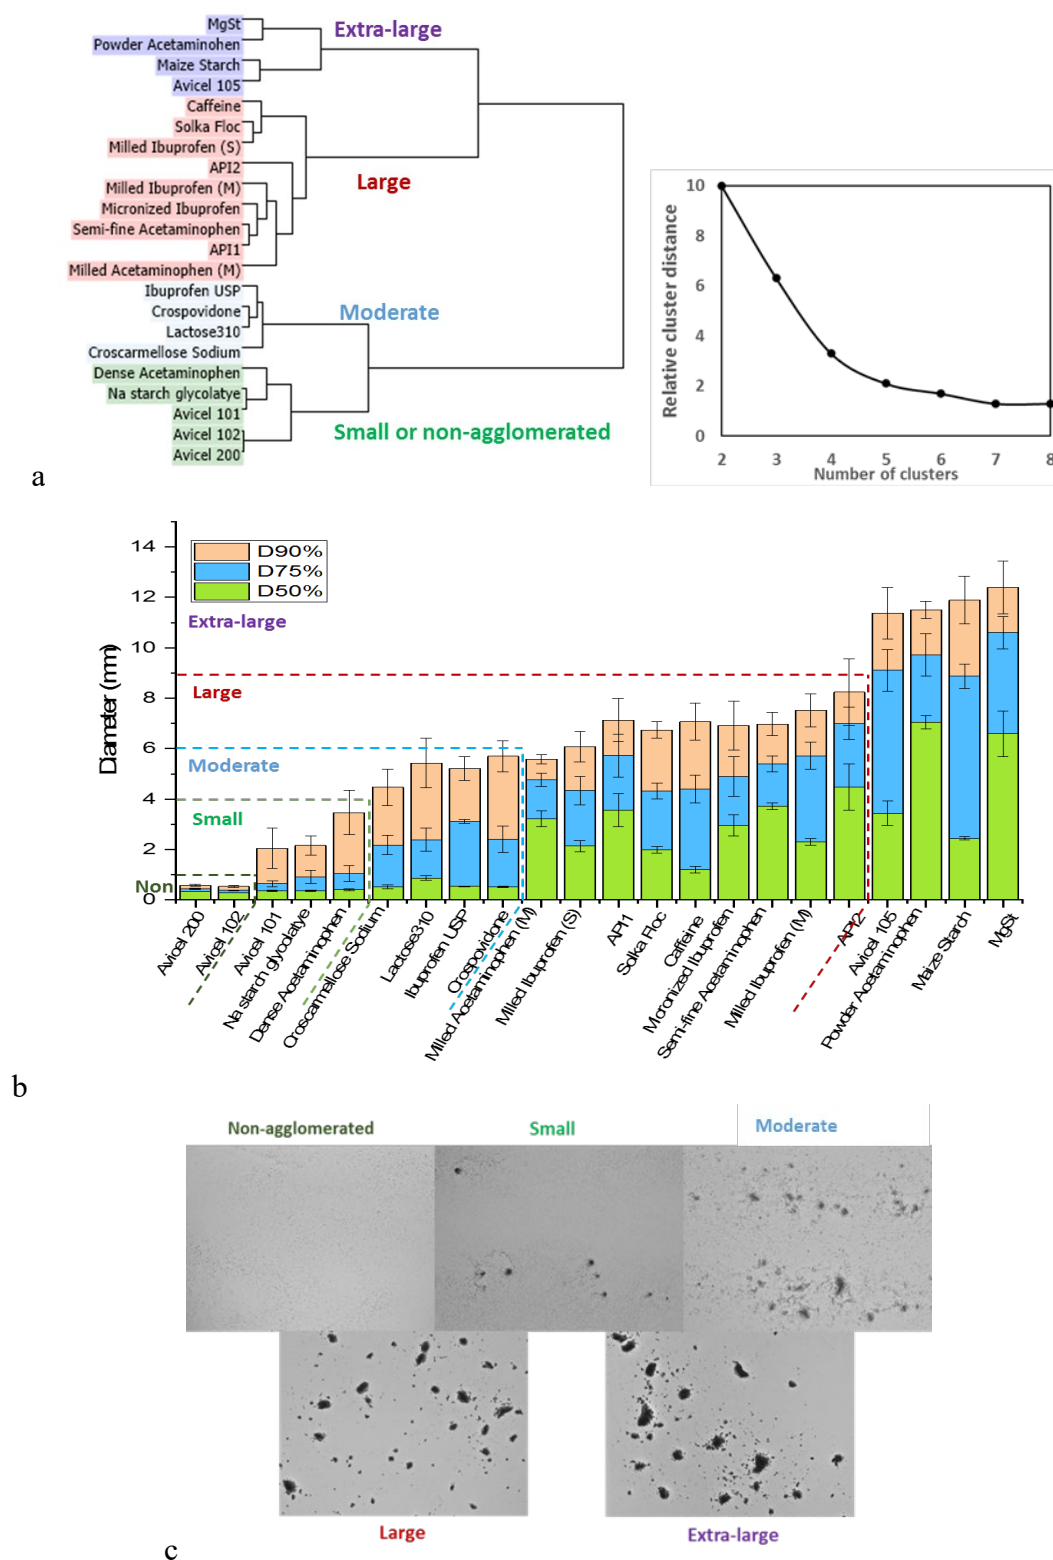 MgSt
Extra-large
Powder Acetaminohen
Maize Starch
Avicel 105
Caffeine
Solka Floc
Milled Ibuprofen (S)
API2
Large
Milled Ibuprofen (M)
Micronized Ibuprofen
Semi-fine Acetaminophen
API1
Milled Acetaminophen (M)
Ibuprofen USP
Crospovidone
Moderate
Lactose310
Croscarmellose Sodium
Dense Acetaminophen
Na starch glycolatye
Avicel 101
Small or non-agglomerated
Avicel 102
Avicel 200
Relative cluster distance
10
8
6
4
2
0
2 3 4 5 6 7 8
Number of clusters
a
Diameter (mm)
14
12
10
8
6
4
2
0
D90%
D75%
D50%
Extra-large
Large
Moderate
Small
Non
Avicel 200
Avicel 102
Avicel 101
Na starch glycolatye
Dense Acetaminophen
Croscarmellose Sodium
Lactose310
Ibuprofen USP
Crospovidone
Milled Acetaminophen (M)
Milled Ibuprofen (S)
API1
Solka Floc
Caffeine
Micronized Ibuprofen
Semi-fine Acetaminophen
Milled Ibuprofen (M)
API2
Avicel 105
Powder Acetaminophen
Maize Starch
MgSt
b
Non-agglomerated
Small
Moderate
Large
Extra-large
c